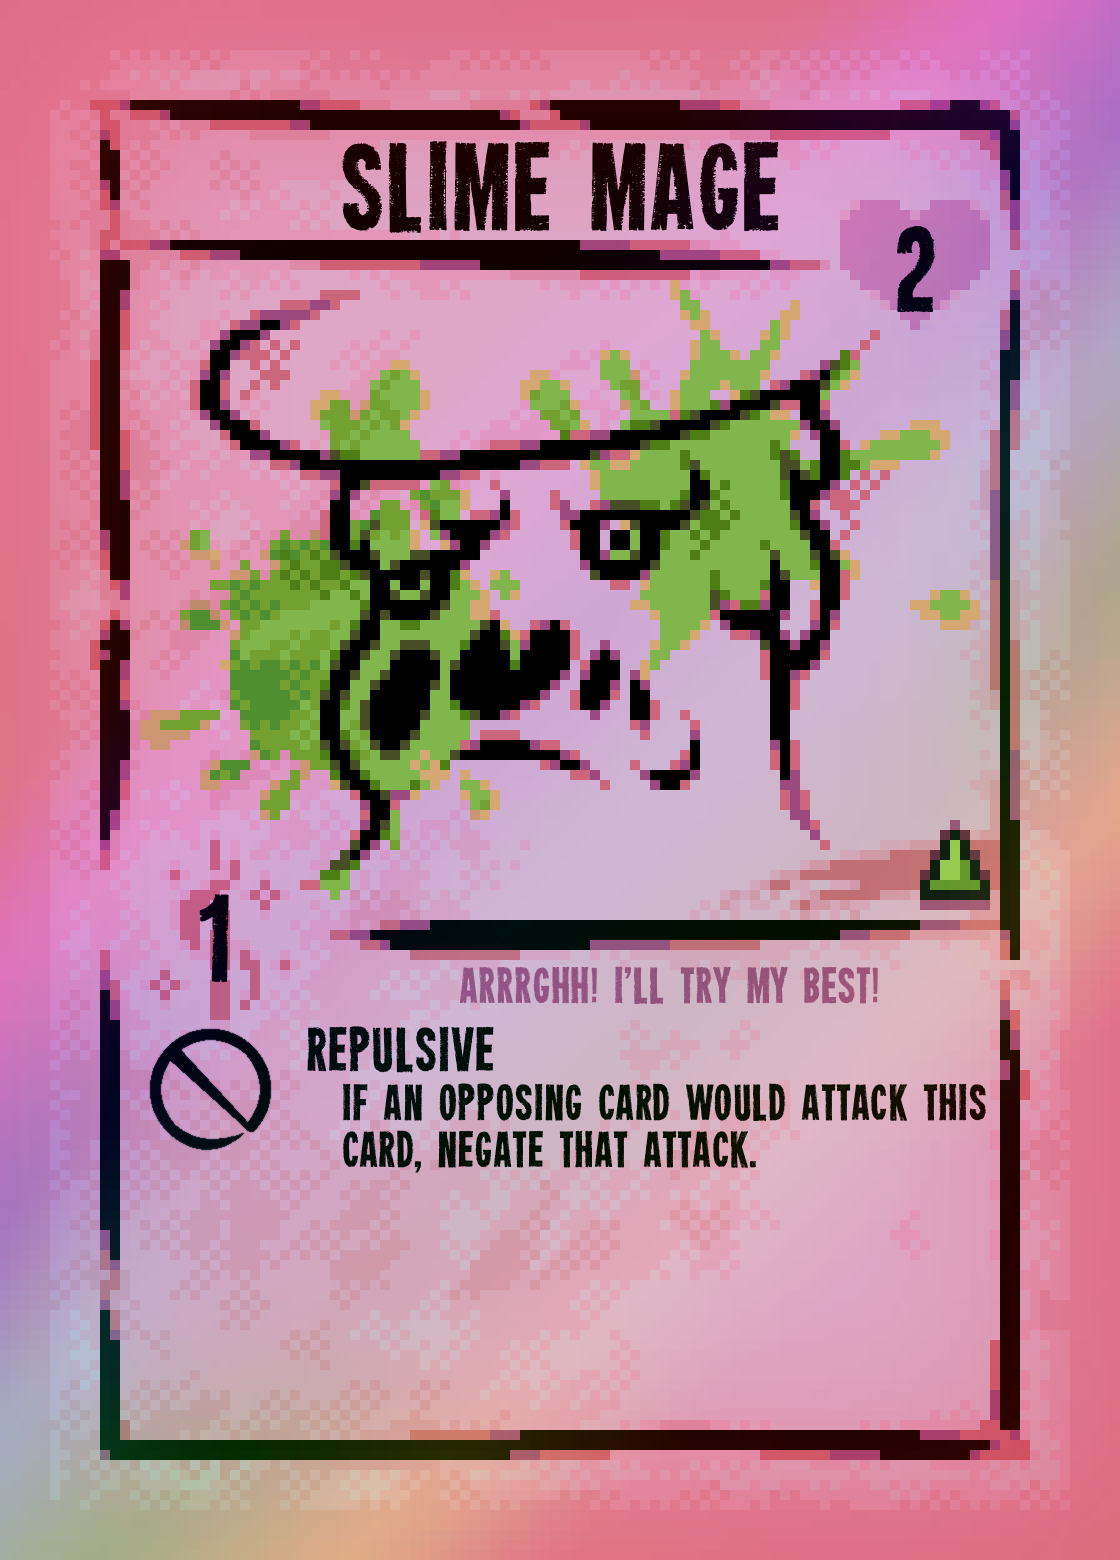 SLIME MAGE
2
1
ARRRGHH! I'LL TRY MY BEST!
REPULSIVE
IF AN OPPOSING CARD WOULD ATTACK THIS
CARD, NEGATE THAT ATTACK.